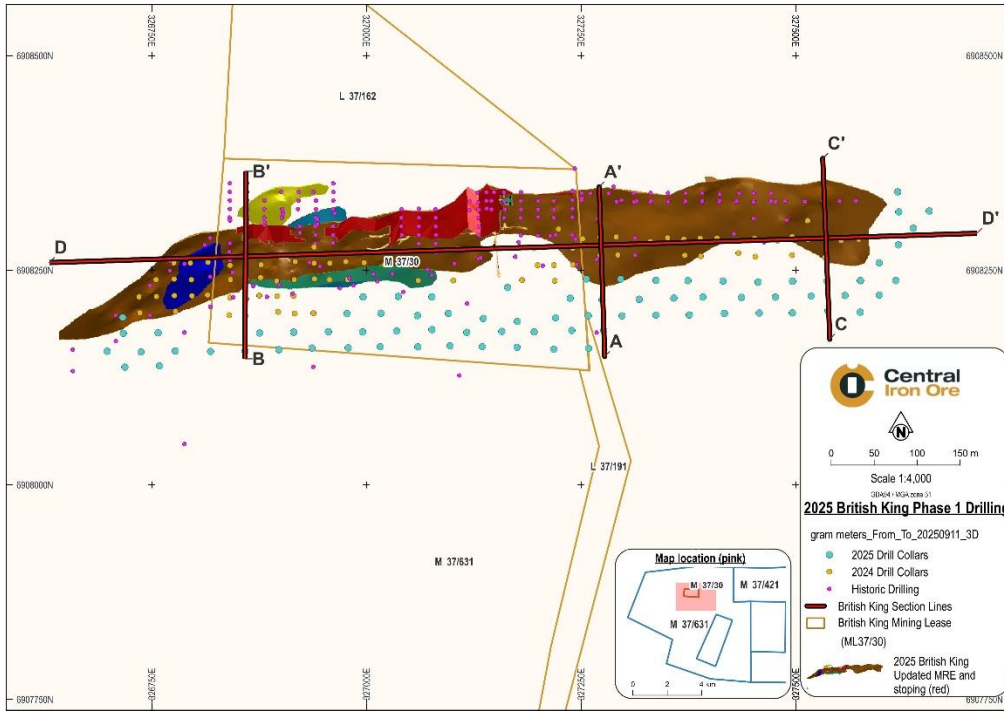 326750E
327000E
327250E
327500E
6908500N
6908500N
L 37/162
B'
A'
C'
D
D'
M 37/30
6908250N
6908250N
B
A
C
Central
Iron Ore
N
0 50 100 150 m
Scale 1:4,000
GDA94 / MGA zone 51
2025 British King Phase 1 Drilling
gram meters_From_To_20250911_3D
2025 Drill Collars
2024 Drill Collars
Historic Drilling
British King Section Lines
British King Mining Lease
(ML37/30)
2025 British King
Updated MRE and
stoping (red)
6908000N
L 37/191
M 37/631
Map location (pink)
M 37/30
M 37/421
M 37/631
0 2 4 km
6907750N
6907750N
326750E
327000E
327250E
327500E